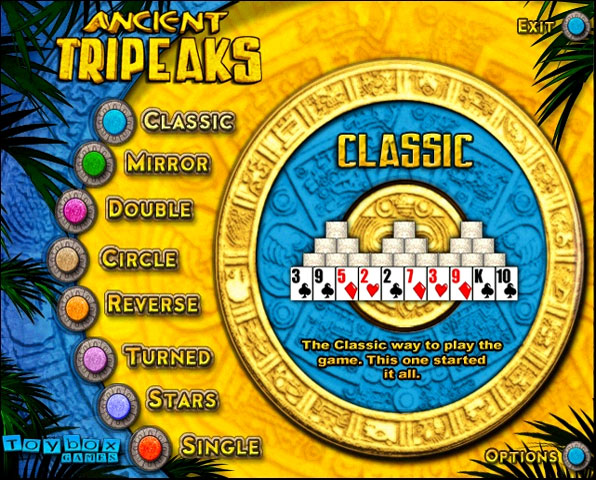 ANCIENT
TRIPEAKS
EXIT
CLASSIC
MIRROR
DOUBLE
CIRCLE
REVERSE
TURNED
STARS
SINGLE
CLASSIC
3 9 5 2 2 7 3 9 K 10
The Classic way to play the
game. This one started
it all.
Toybox
GAMES
OPTIONS